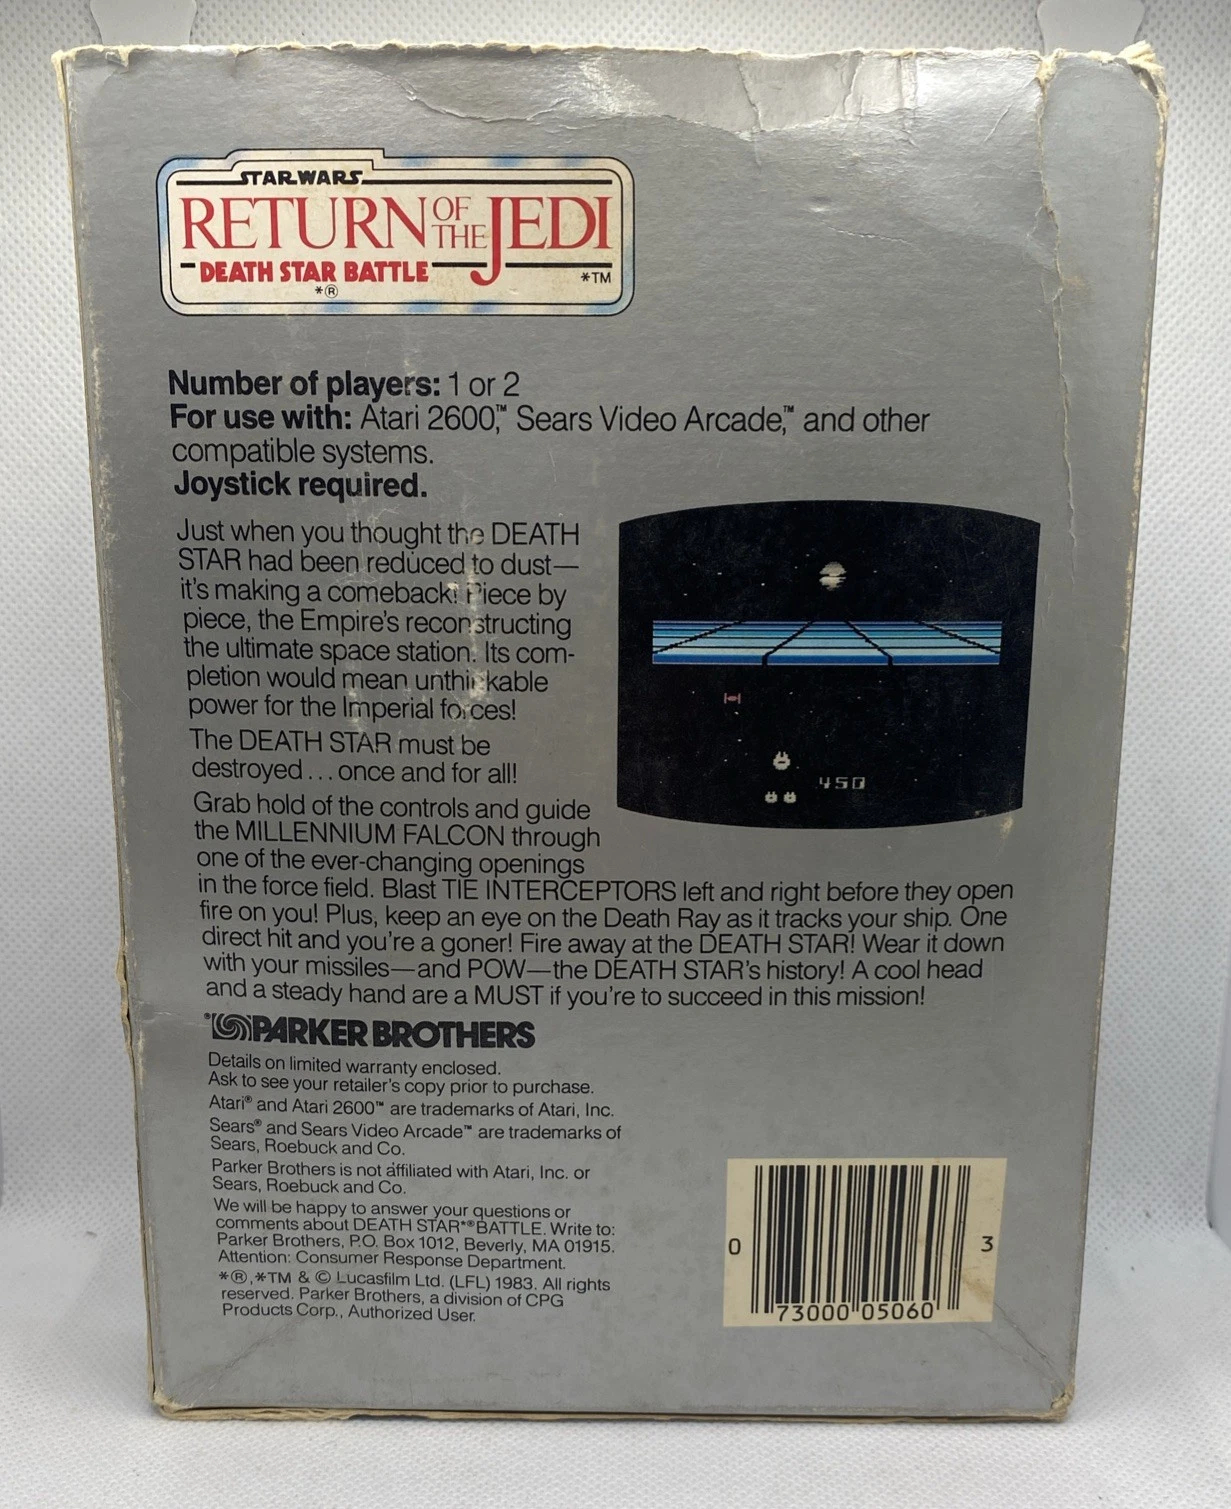 STAR WARS
RETURN OF THE JEDI
DEATH STAR BATTLE
*® *TM
Number of players: 1 or 2
For use with: Atari 2600,™ Sears Video Arcade,™ and other
compatible systems.
Joystick required.
Just when you thought the DEATH
STAR had been reduced to dust—
it's making a comeback! Piece by
piece, the Empire's reconstructing
the ultimate space station. Its com-
pletion would mean unthinkable
power for the Imperial forces!
The DEATH STAR must be
destroyed...once and for all!
450
Grab hold of the controls and guide
the MILLENNIUM FALCON through
one of the ever-changing openings
in the force field. Blast TIE INTERCEPTORS left and right before they open
fire on you! Plus, keep an eye on the Death Ray as it tracks your ship. One
direct hit and you're a goner! Fire away at the DEATH STAR! Wear it down
with your missiles—and POW—the DEATH STAR's history! A cool head
and a steady hand are a MUST if you're to succeed in this mission!
®PARKER BROTHERS
Details on limited warranty enclosed.
Ask to see your retailer's copy prior to purchase.
Atari® and Atari 2600™ are trademarks of Atari, Inc.
Sears® and Sears Video Arcade™ are trademarks of
Sears, Roebuck and Co.
Parker Brothers is not affiliated with Atari, Inc. or
Sears, Roebuck and Co.
We will be happy to answer your questions or
comments about DEATH STAR*® BATTLE. Write to:
Parker Brothers, P.O. Box 1012, Beverly, MA 01915.
Attention: Consumer Response Department.
*®,*TM & © Lucasfilm Ltd. (LFL) 1983. All rights
reserved. Parker Brothers, a division of CPG
Products Corp., Authorized User.
0 73000 05060 3